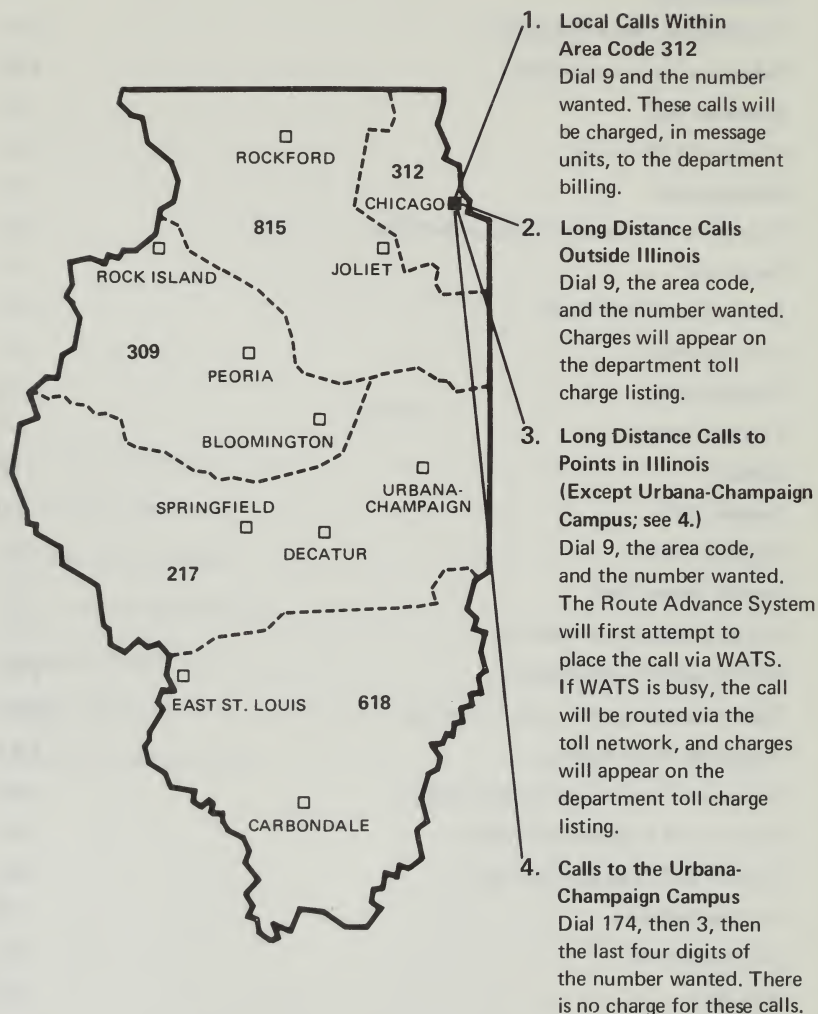 ROCKFORD
312
CHICAGO
815
ROCK ISLAND
JOLIET
309
PEORIA
BLOOMINGTON
URBANA-
CHAMPAIGN
SPRINGFIELD
DECATUR
217
EAST ST. LOUIS
618
CARBONDALE
1. Local Calls Within
Area Code 312
Dial 9 and the number
wanted. These calls will
be charged, in message
units, to the department
billing.
2. Long Distance Calls
Outside Illinois
Dial 9, the area code,
and the number wanted.
Charges will appear on
the department toll
charge listing.
3. Long Distance Calls to
Points in Illinois
(Except Urbana-Champaign
Campus; see 4.)
Dial 9, the area code,
and the number wanted.
The Route Advance System
will first attempt to
place the call via WATS.
If WATS is busy, the call
will be routed via the
toll network, and charges
will appear on the
department toll charge
listing.
4. Calls to the Urbana-
Champaign Campus
Dial 174, then 3, then
the last four digits of
the number wanted. There
is no charge for these calls.